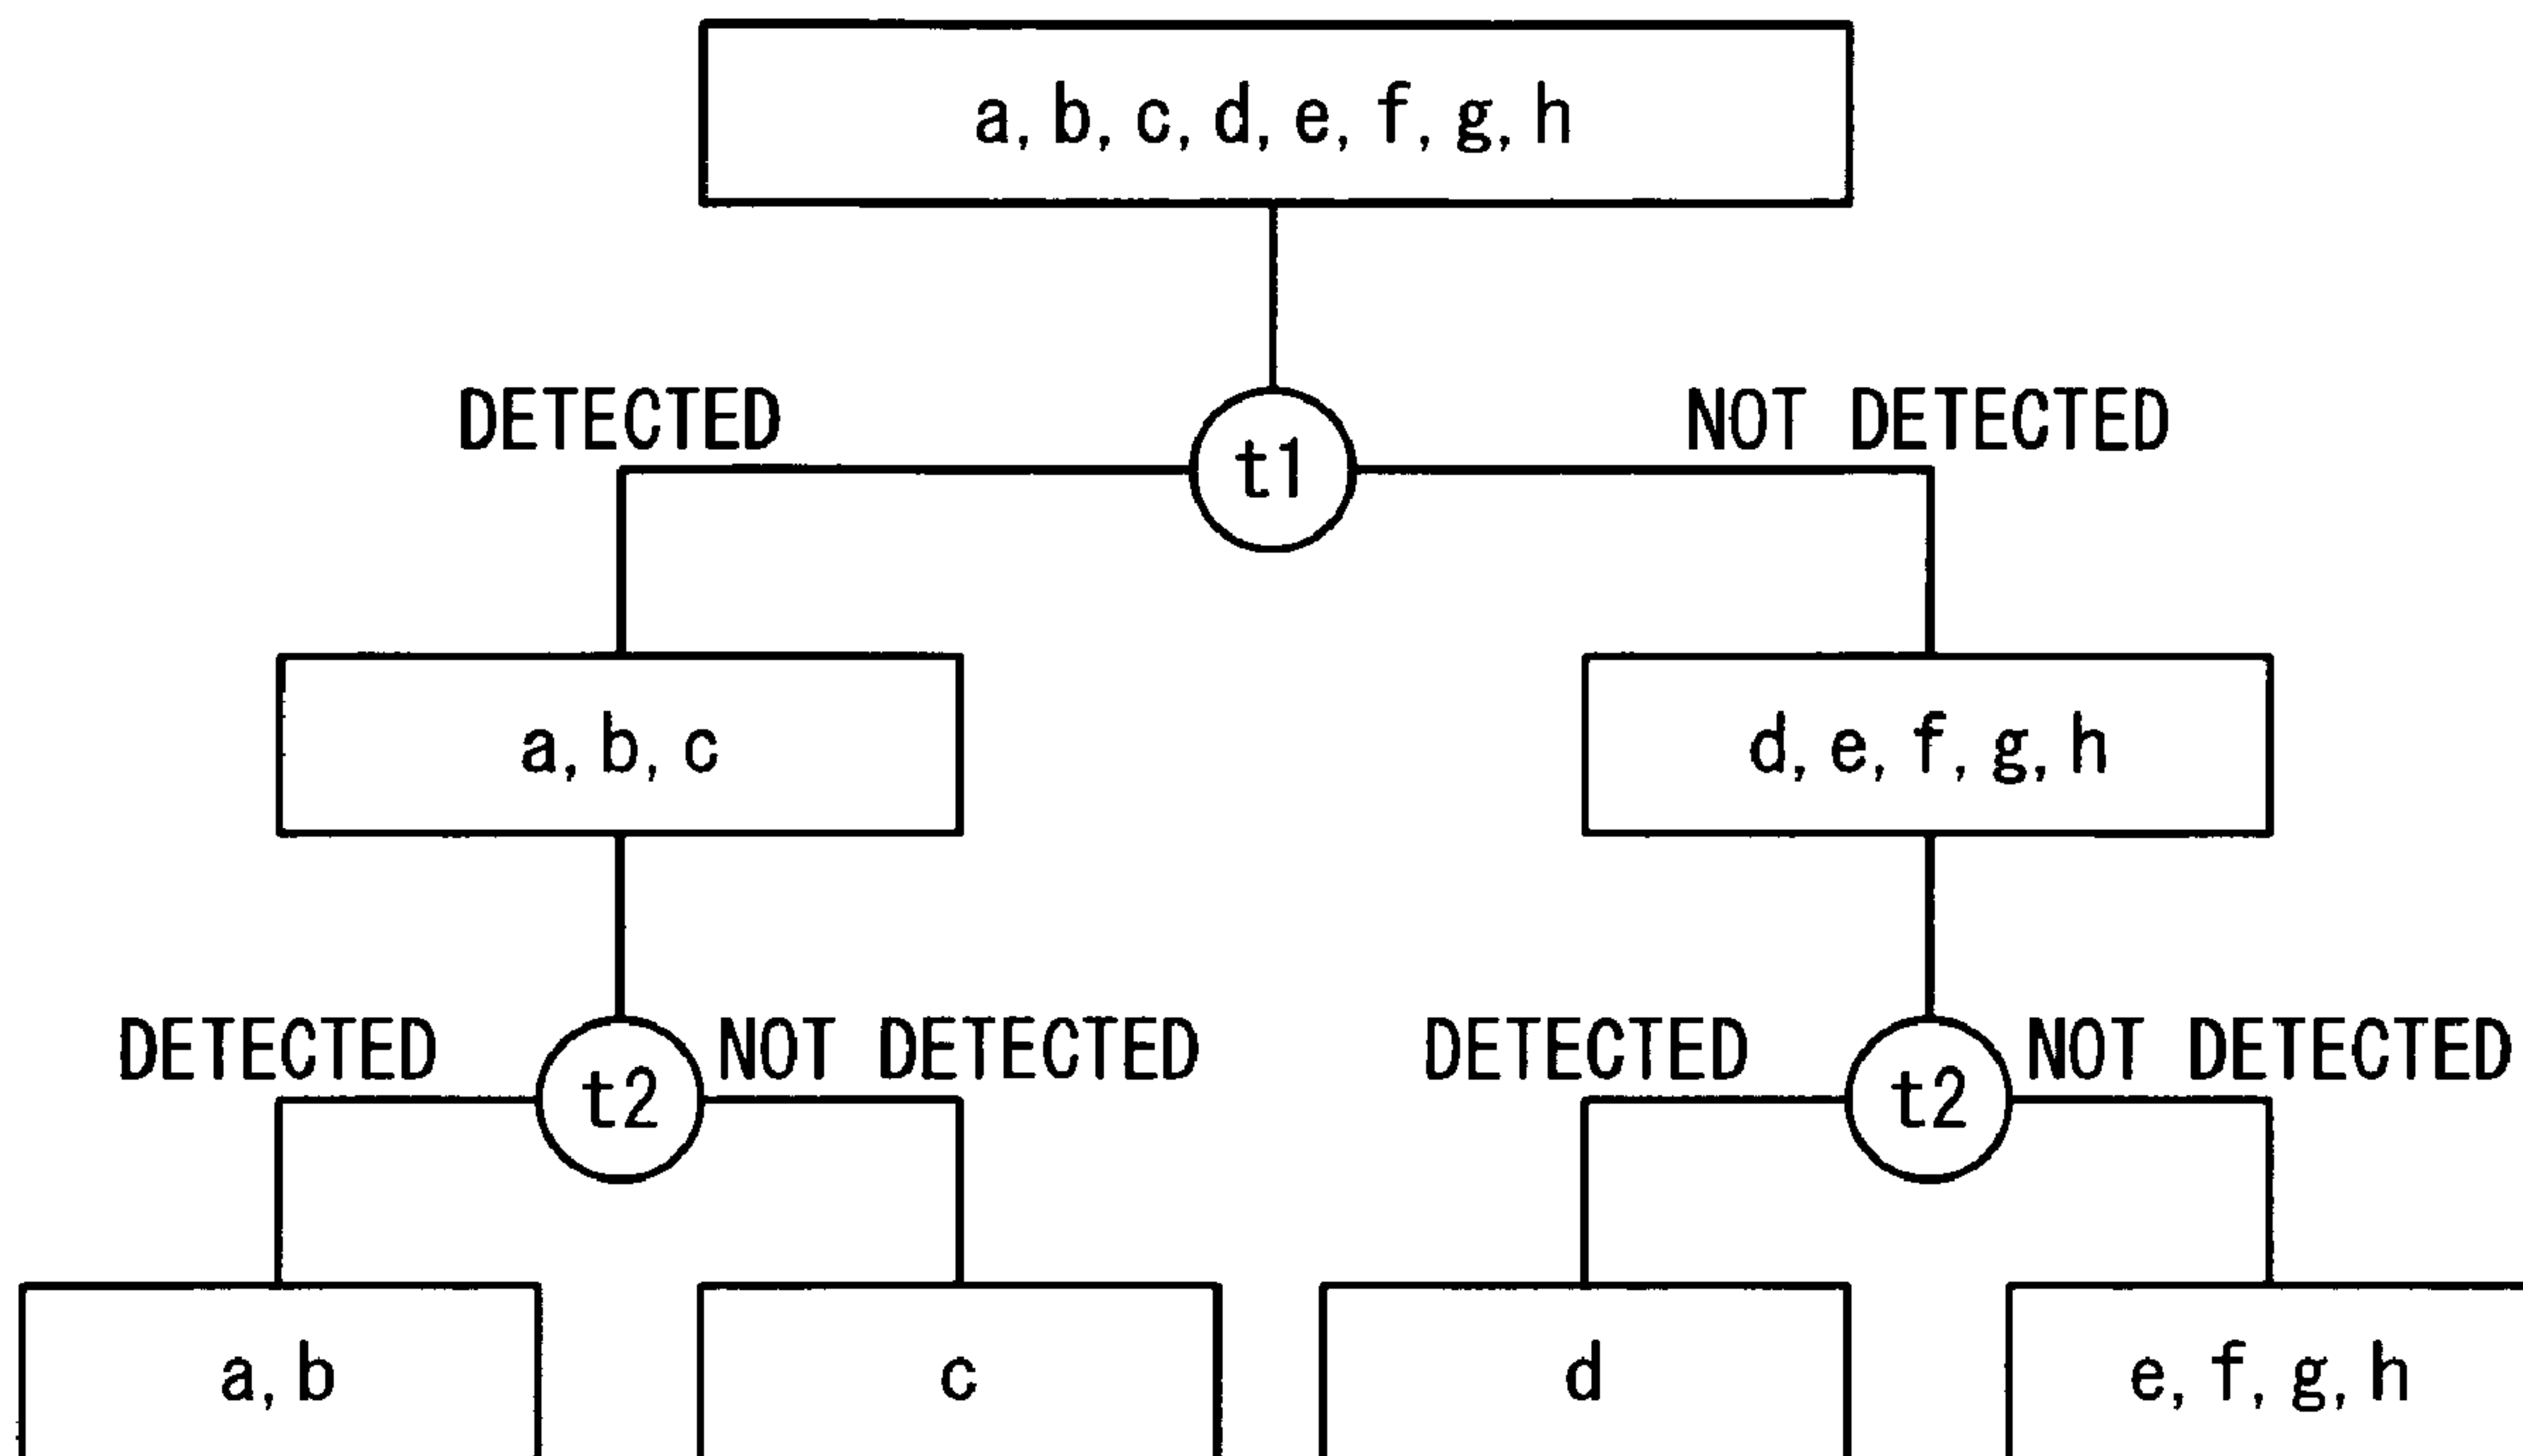 a, b, c, d, e, f, g, h
DETECTED
NOT DETECTED
t1
a, b, c
d, e, f, g, h
DETECTED
NOT DETECTED
DETECTED
NOT DETECTED
t2
t2
a, b
c
d
e, f, g, h